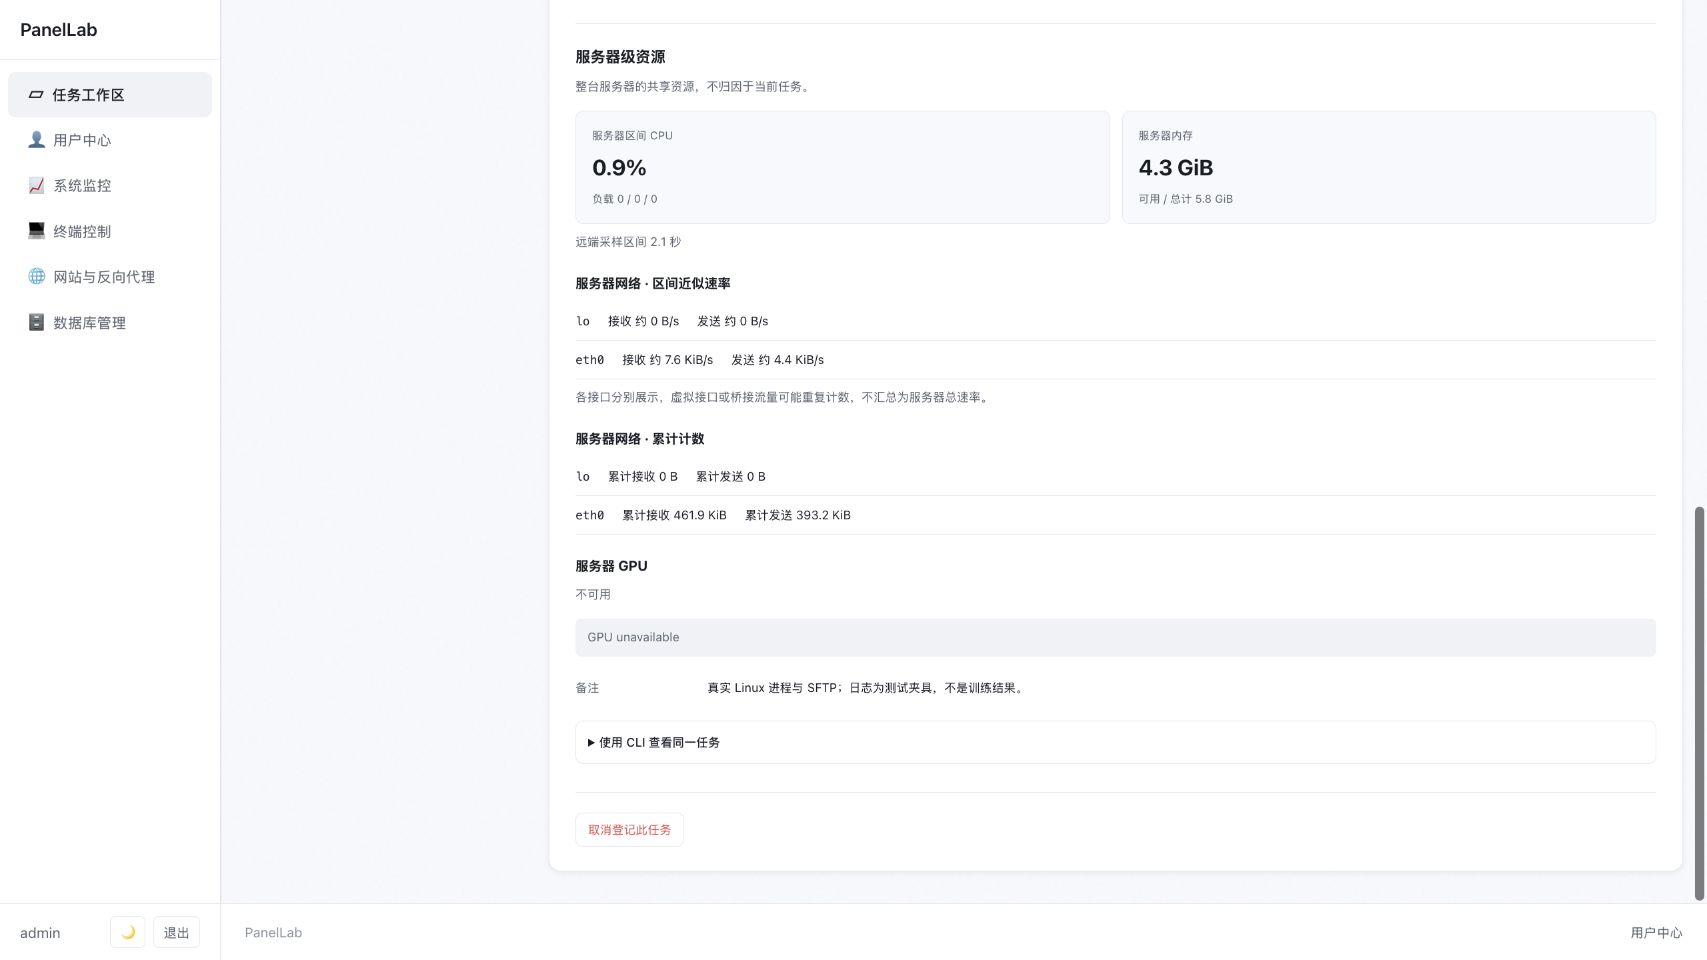 PanelLab
任务工作区
用户中心
系统监控
终端控制
网站与反向代理
数据库管理
服务器级资源
整台服务器的共享资源，不归因于当前任务。
服务器区间 CPU
0.9%
负载 0 / 0 / 0
服务器内存
4.3 GiB
可用 / 总计 5.8 GiB
远端采样区间 2.1 秒
服务器网络 · 区间近似速率
lo 接收 约 0 B/s 发送 约 0 B/s
eth0 接收 约 7.6 KiB/s 发送 约 4.4 KiB/s
各接口分别展示，虚拟接口或桥接流量可能重复计数，不汇总为服务器总速率。
服务器网络 · 累计计数
lo 累计接收 0 B 累计发送 0 B
eth0 累计接收 461.9 KiB 累计发送 393.2 KiB
服务器 GPU
不可用
GPU unavailable
备注 真实 Linux 进程与 SFTP；日志为测试夹具，不是训练结果。
使用 CLI 查看同一任务
取消登记此任务
admin
退出
PanelLab
用户中心